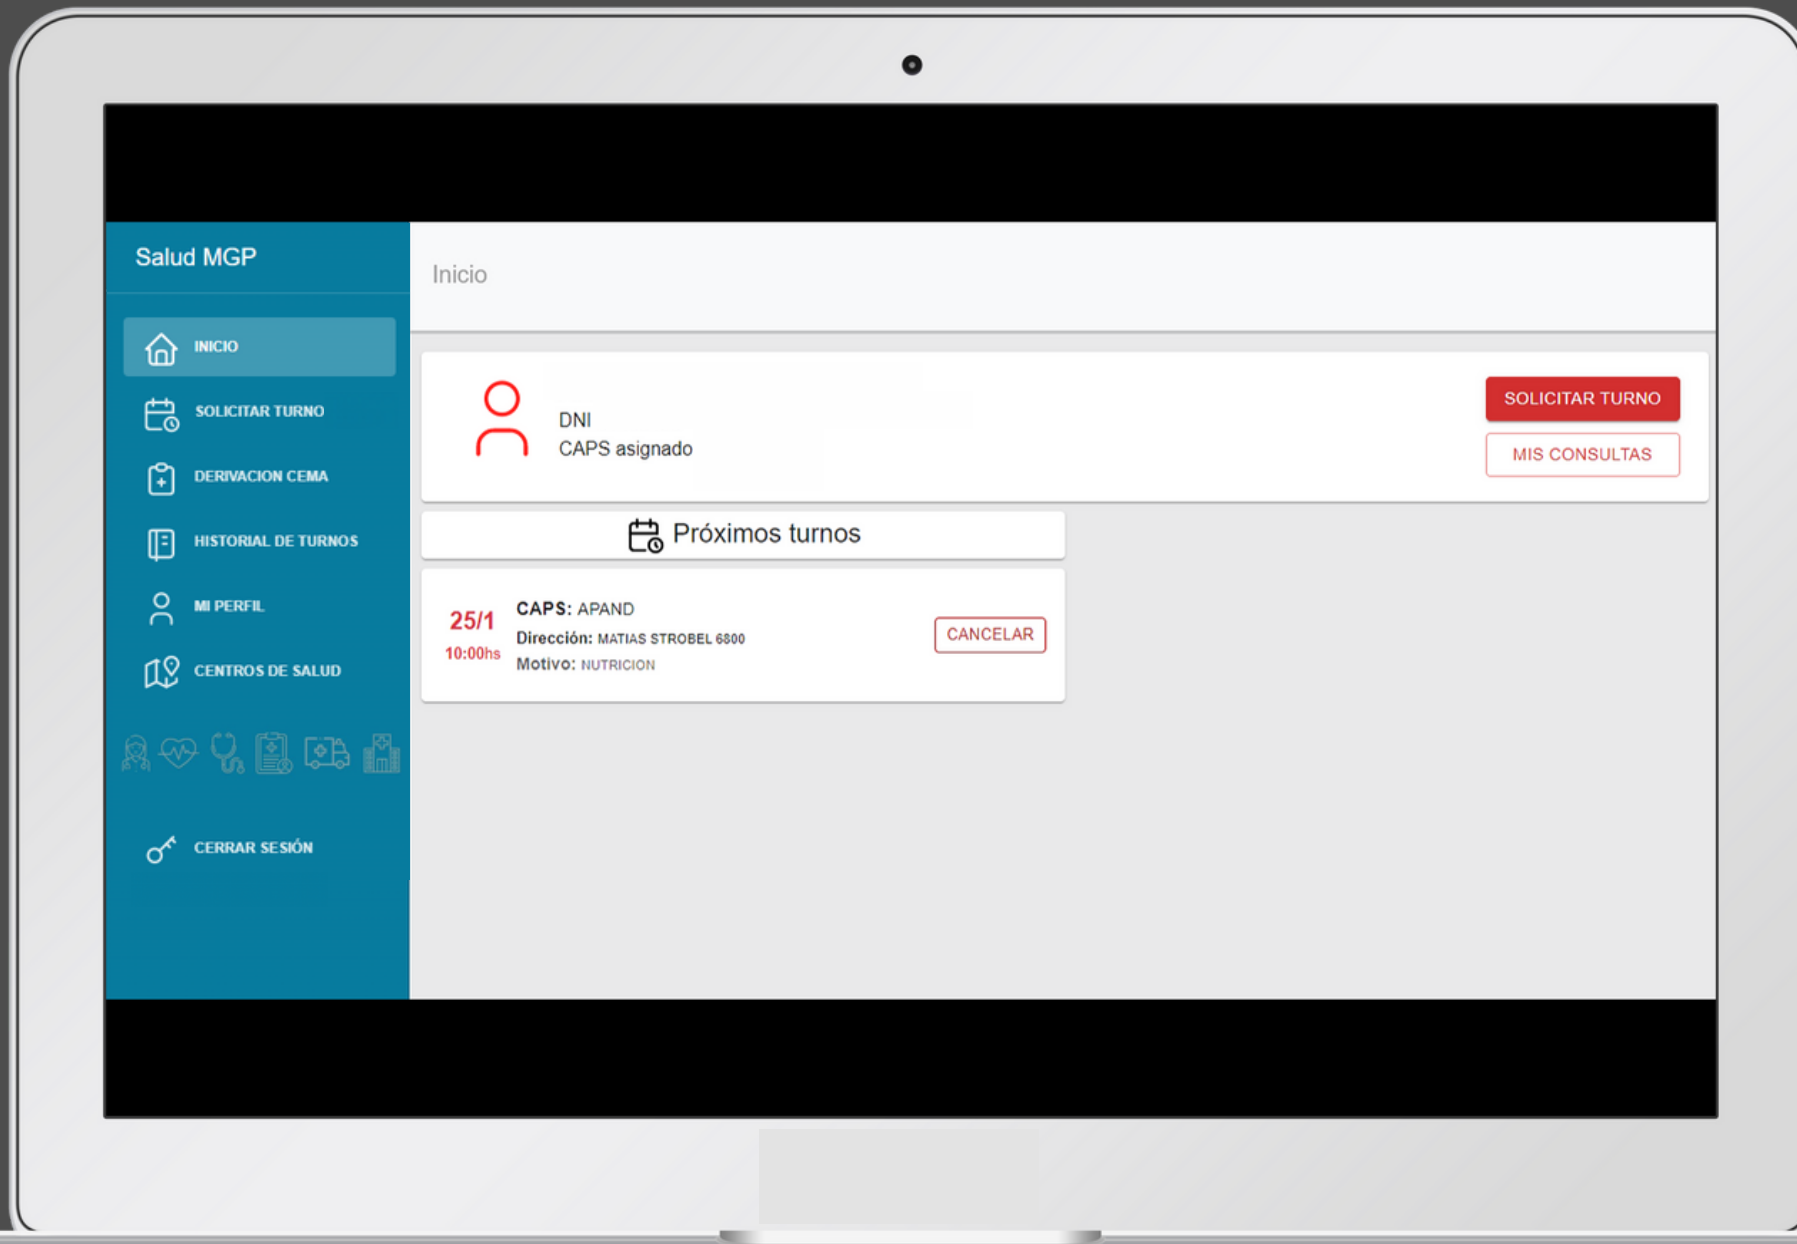 Salud MGP
INICIO
SOLICITAR TURNO
DERIVACION CEMA
HISTORIAL DE TURNOS
MI PERFIL
CENTROS DE SALUD
CERRAR SESIÓN
Inicio
DNI
CAPS asignado
SOLICITAR TURNO
MIS CONSULTAS
Próximos turnos
25/1
10:00hs
CAPS: APAND
Dirección: MATIAS STROBEL 6800
Motivo: NUTRICION
CANCELAR